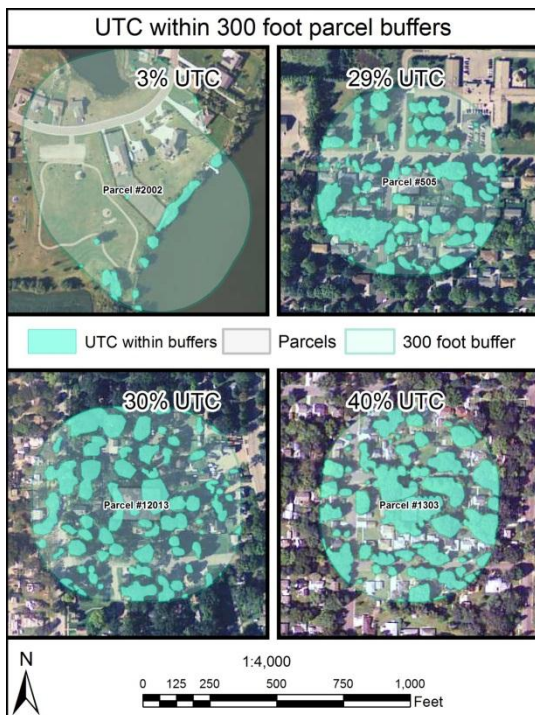 UTC within 300 foot parcel buffers
3% UTC
Parcel #2002
29% UTC
Parcel #505
UTC within buffers
Parcels
300 foot buffer
30% UTC
Parcel #12013
40% UTC
Parcel #1303
N
1:4,000
0 125 250 500 750 1,000
Feet